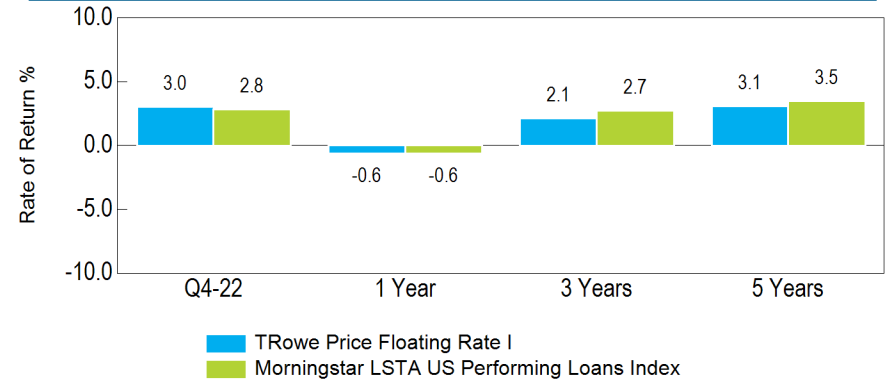 10.0
5.0
0.0
-5.0
-10.0
Rate of Return %
3.0 2.8
-0.6 -0.6
2.1 2.7
3.1 3.5
Q4-22 1 Year 3 Years 5 Years
TRowe Price Floating Rate I
Morningstar LSTA US Performing Loans Index